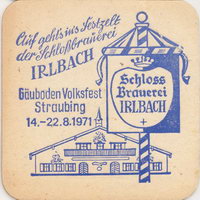 Auf gehts ins Festzelt
der Schloßbrauerei
IRLBACH
Gäuboden Volksfest
Straubing
14.-22.8.1971
Schloss
Brauerei
IRLBACH